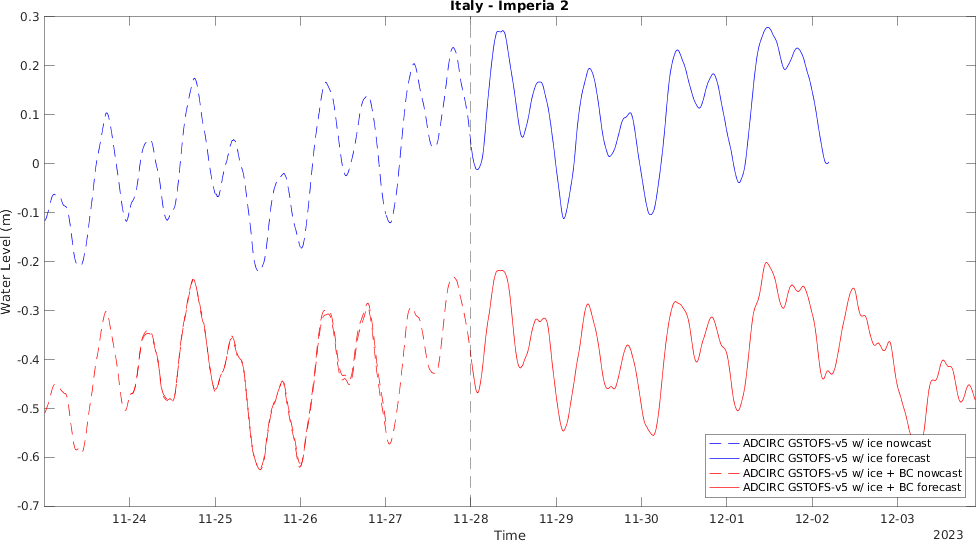 Italy - Imperia 2
0.3
0.2
0.1
0
-0.1
-0.2
-0.3
-0.4
-0.5
-0.6
-0.7
Water Level (m)
11-24 11-25 11-26 11-27 11-28 11-29 11-30 12-01 12-02 12-03
Time
2023
ADCIRC GSTOFS-v5 w/ ice nowcast
ADCIRC GSTOFS-v5 w/ ice forecast
ADCIRC GSTOFS-v5 w/ ice + BC nowcast
ADCIRC GSTOFS-v5 w/ ice + BC forecast